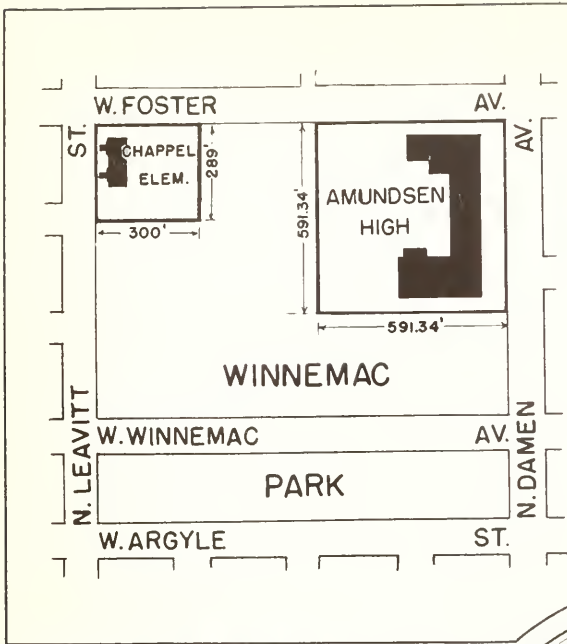 W. FOSTER AV.
ST.
AV.
CHAPPEL
ELEM.
289'
300'
AMUNDSEN
HIGH
591.34'
591.34'
WINNEMAC
N. LEAVITT
W. WINNEMAC AV.
N. DAMEN
PARK
W. ARGYLE ST.